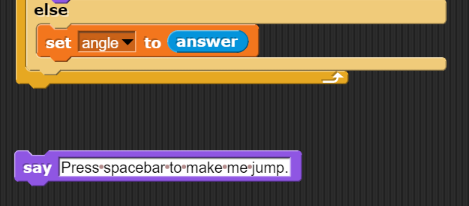 else
set angle to answer
say Press spacebar to make me jump.